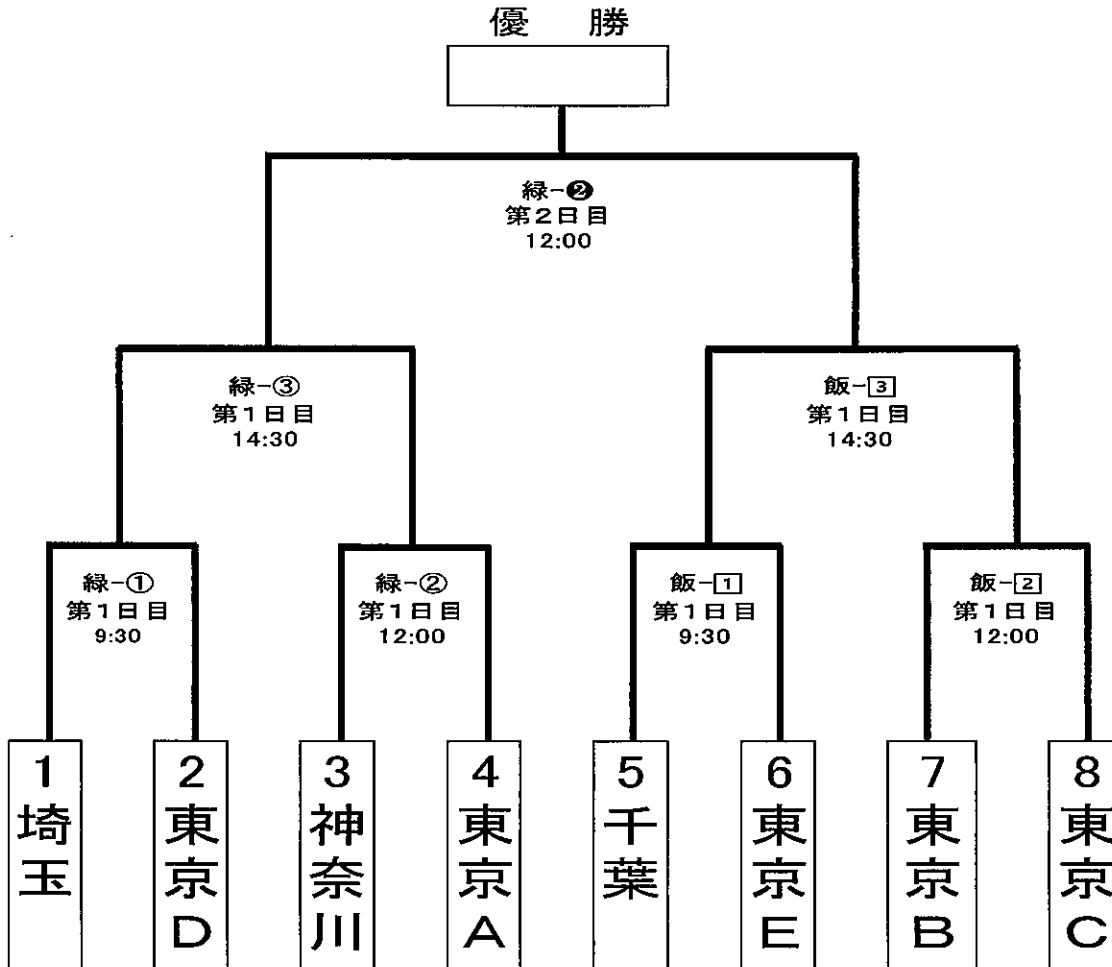 優 勝
緑-❷
第2日目
12:00
緑-③
第1日目
14:30
飯-3
第1日目
14:30
緑-①
第1日目
9:30
緑-②
第1日目
12:00
飯-1
第1日目
9:30
飯-2
第1日目
12:00
1
埼玉
2
東京D
3
神奈川
4
東京A
5
千葉
6
東京E
7
東京B
8
東京C